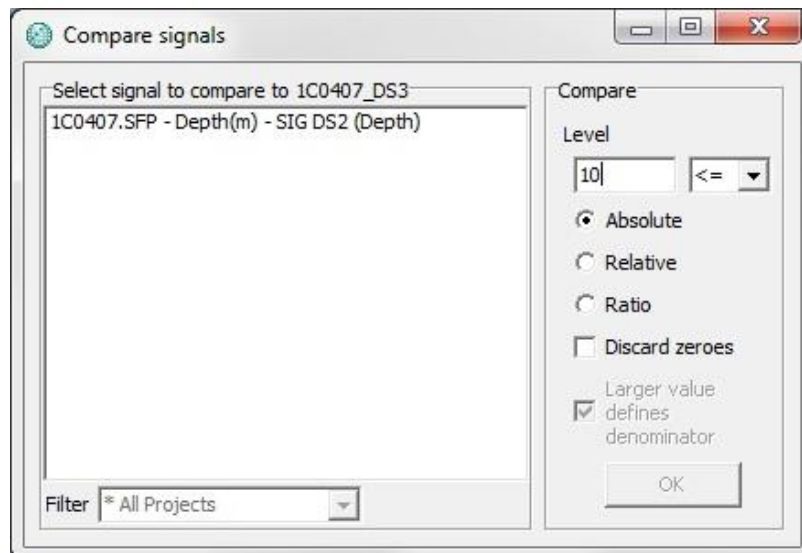 Compare signals
Select signal to compare to 1C0407_DS3
1C0407.SFP - Depth(m) - SIG DS2 (Depth)
Filter * All Projects
Compare
Level
10 <=
Absolute
Relative
Ratio
Discard zeroes
Larger value
defines
denominator
OK